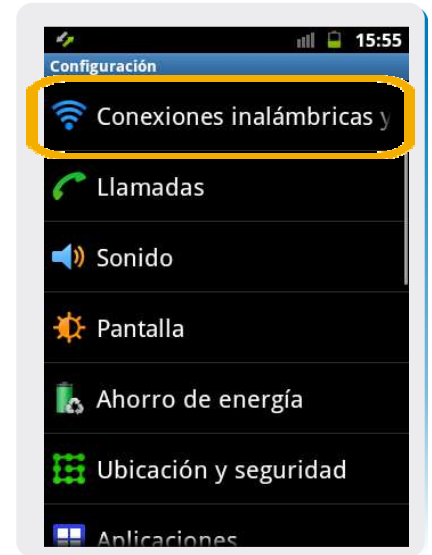 15:55
Configuración
Conexiones inalámbricas y
Llamadas
Sonido
Pantalla
Ahorro de energía
Ubicación y seguridad
Aplicaciones